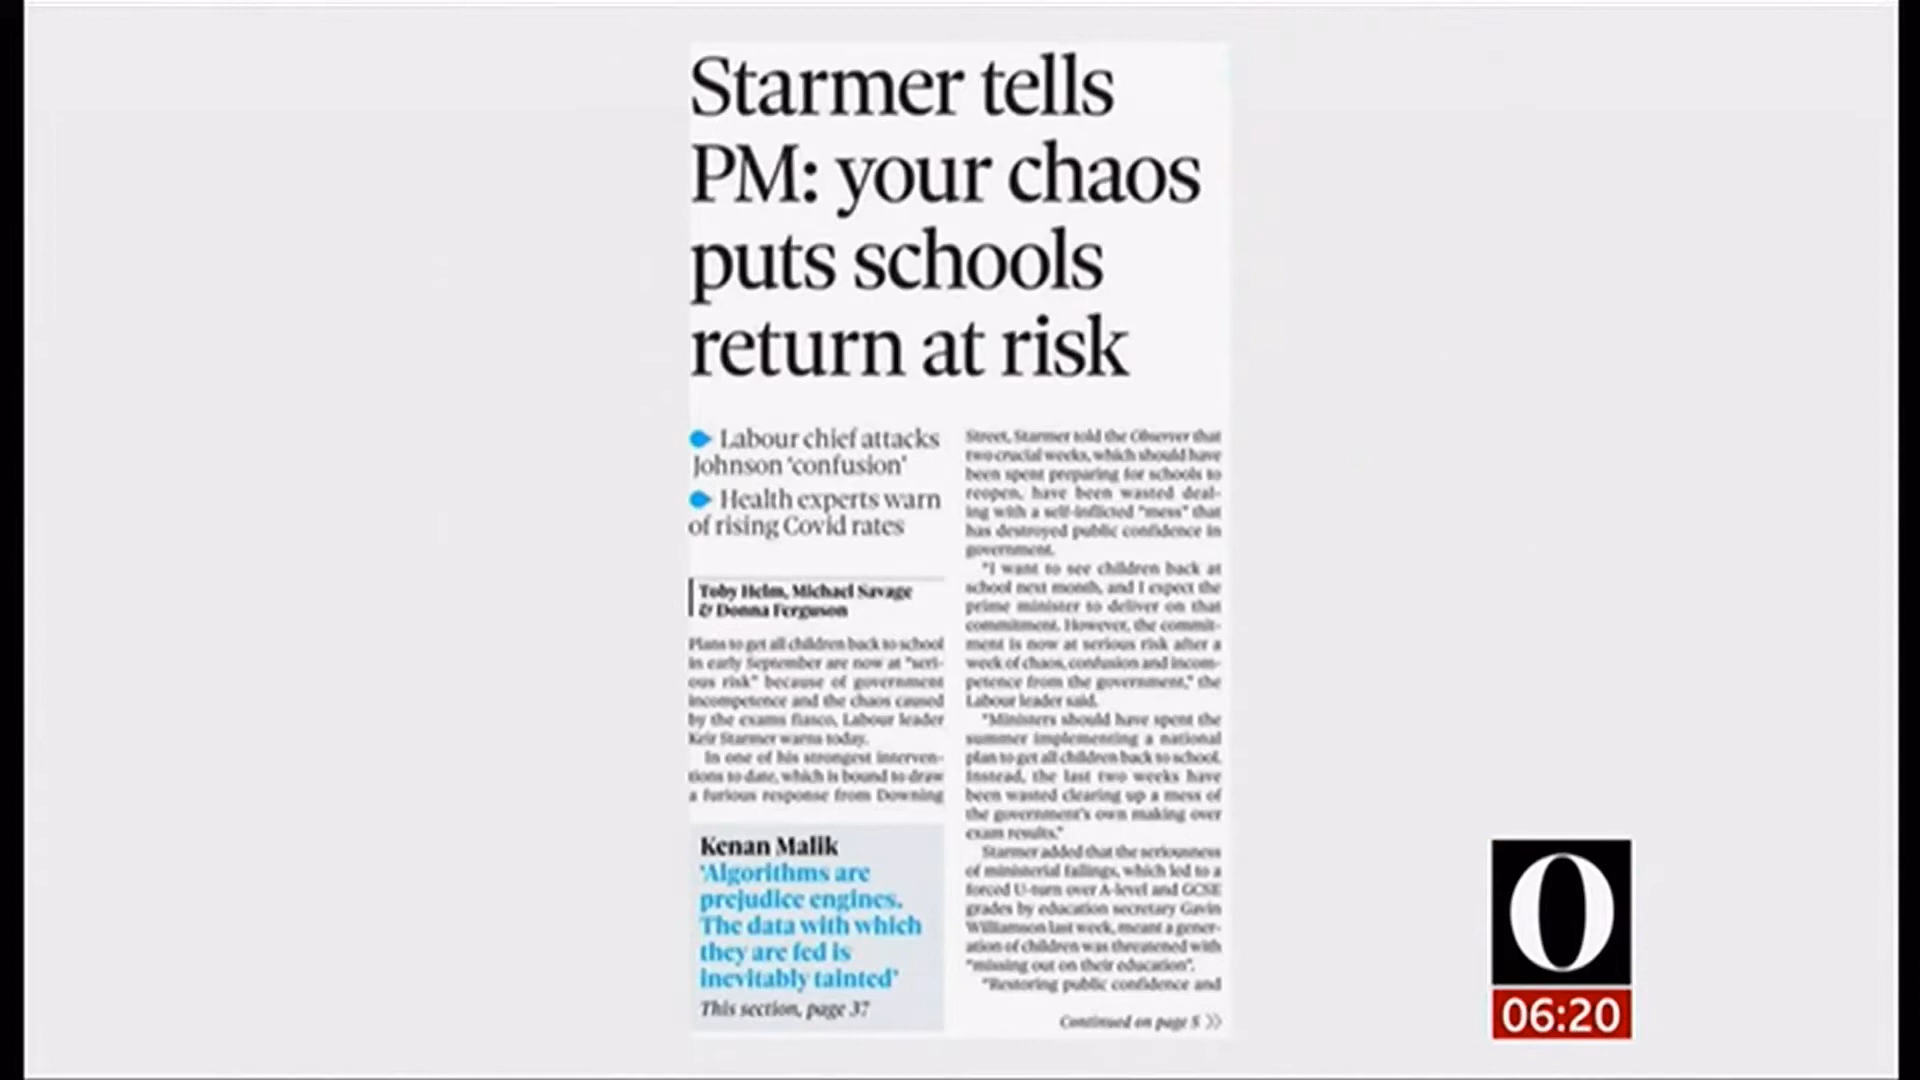 Starmer tells
PM: your chaos
puts schools
return at risk
Labour chief attacks
Johnson ‘confusion’
Health experts warn
of rising Covid rates
Toby Helm, Michael Savage
& Donna Ferguson
Plans to get all children back to school
in early September are now at "seri-
ous risk" because of government
incompetence and the chaos caused
by the exams fiasco, Labour leader
Keir Starmer warns today.
In one of his strongest interven-
tions to date, which is bound to draw
a furious response from Downing
Kenan Malik
‘Algorithms are
prejudice engines.
The data with which
they are fed is
inevitably tainted’
This section, page 37
Street, Starmer told the Observer that
two crucial weeks, which should have
been spent preparing for schools to
reopen, have been wasted deal-
ing with a self-inflicted "mess" that
has destroyed public confidence in
government.
"I want to see children back at
school next month, and I expect the
prime minister to deliver on that
commitment. However, the commit-
ment is now at serious risk after a
week of chaos, confusion and incom-
petence from the government," the
Labour leader said.
"Ministers should have spent the
summer implementing a national
plan to get all children back to school.
Instead, the last two weeks have
been wasted clearing up a mess of
the government's own making over
exam results."
Starmer added that the seriousness
of ministerial failings, which led to a
forced U-turn over A-level and GCSE
grades by education secretary Gavin
Williamson last week, meant a gener-
ation of children was threatened with
"missing out on their education".
"Restoring public confidence and
Continued on page 5 »
O
06:20